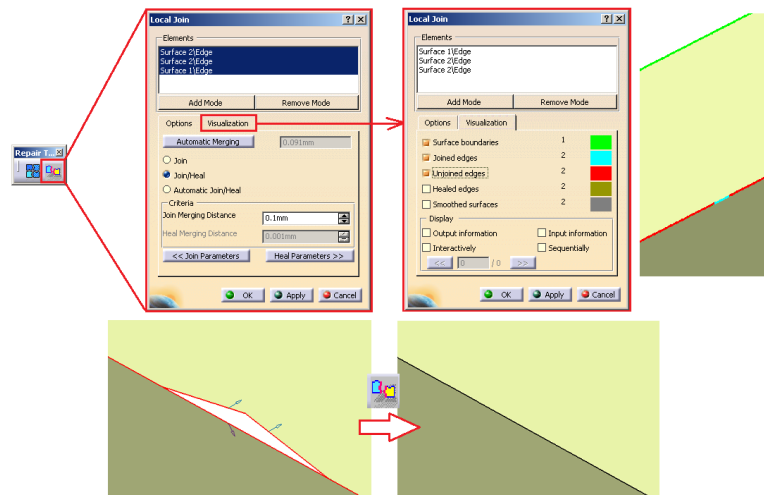 Repair T...
Local Join
Elements
Surface 2\Edge
Surface 2\Edge
Surface 1\Edge
Add Mode
Remove Mode
Options
Visualization
Automatic Merging
0.091mm
Join
Join/Heal
Automatic Join/Heal
Criteria
Join Merging Distance
0.1mm
Heal Merging Distance
0.001mm
<< Join Parameters
Heal Parameters >>
OK
Apply
Cancel
Local Join
Elements
Surface 1\Edge
Surface 2\Edge
Surface 2\Edge
Add Mode
Remove Mode
Options
Visualization
Surface boundaries 1
Joined edges 2
Unjoined edges 2
Healed edges 2
Smoothed surfaces 2
Display
Output information
Input information
Interactively
Sequentially
<< 0 / 0 >>
OK
Apply
Cancel